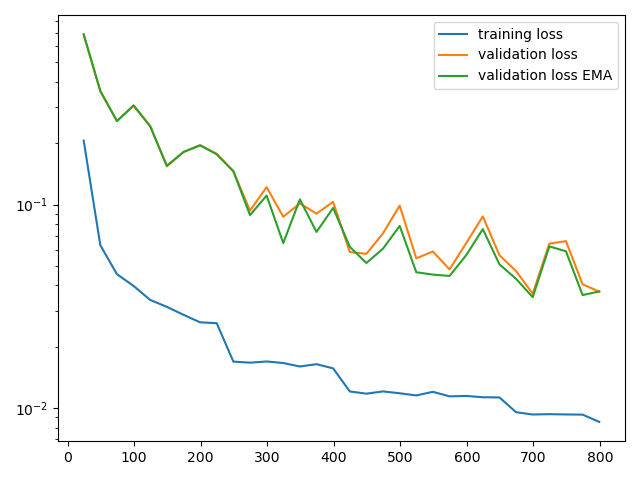 training loss
validation loss
validation loss EMA
10⁻¹
10⁻²
0 100 200 300 400 500 600 700 800